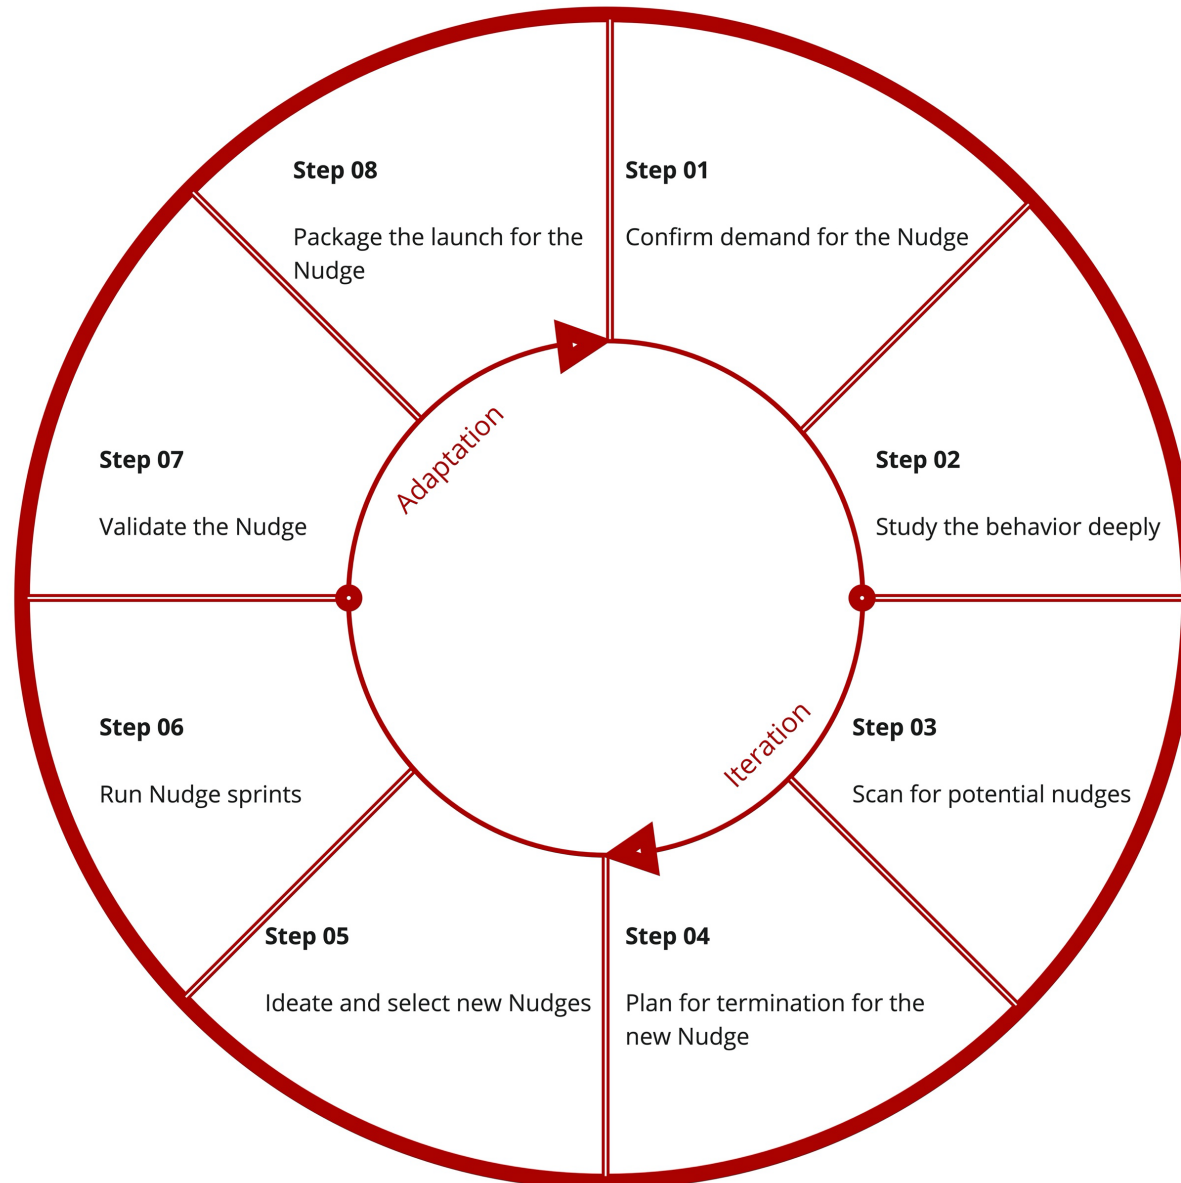 Step 01
Confirm demand for the Nudge
Step 02
Study the behavior deeply
Step 03
Scan for potential nudges
Step 04
Plan for termination for the
new Nudge
Step 05
Ideate and select new Nudges
Step 06
Run Nudge sprints
Step 07
Validate the Nudge
Step 08
Package the launch for the
Nudge
Adaptation
Iteration